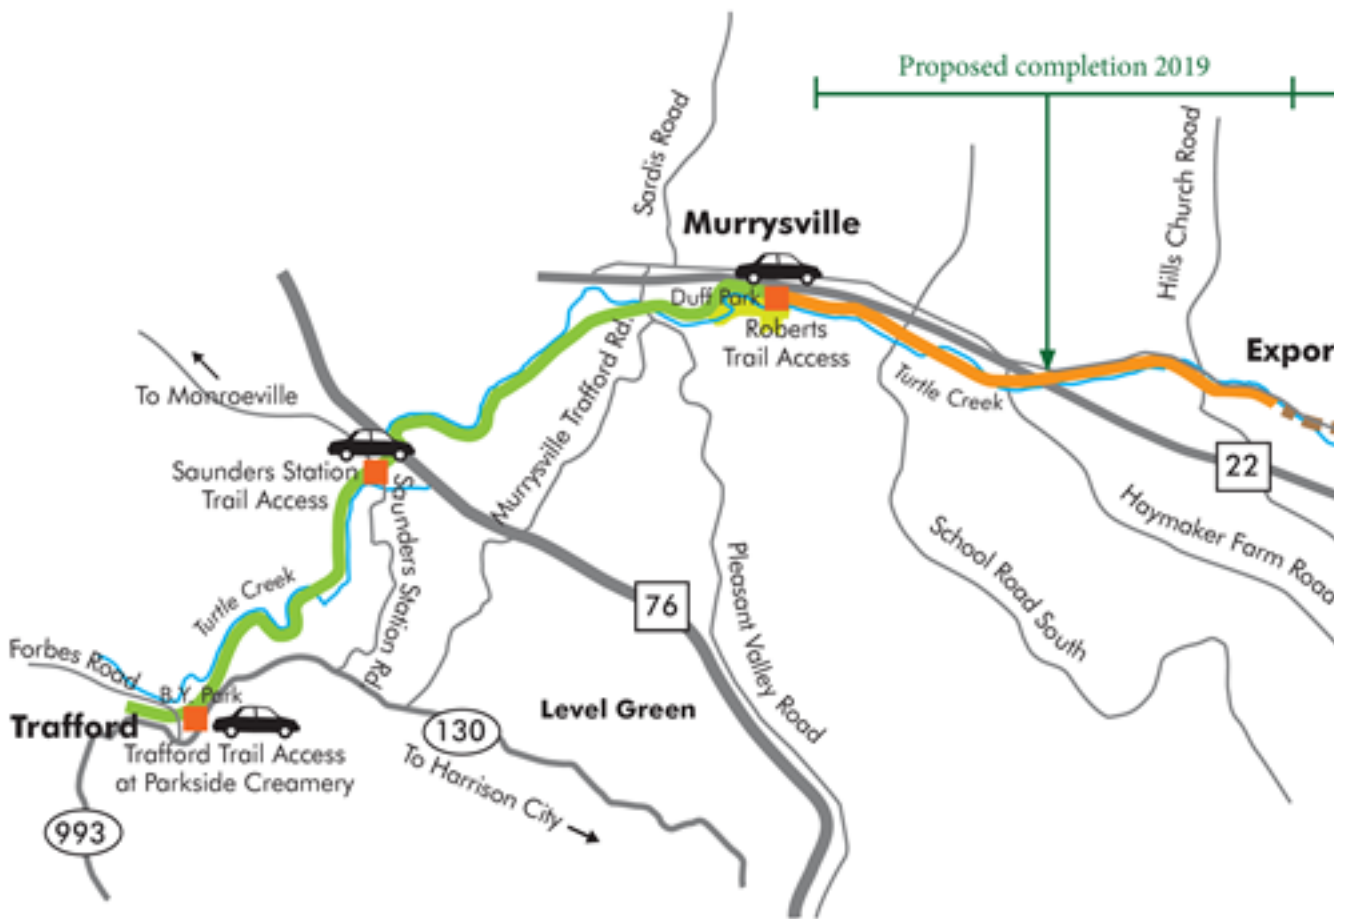 Proposed completion 2019
Sardis Road
Hills Church Road
Murrysville
Duff Park
Roberts
Trail Access
Expor
Turtle Creek
To Monroeville
Murrysville Trafford Rd.
Saunders Station
Trail Access
22
Haymaker Farm Road
School Road South
Saunders Station Rd
Pleasant Valley Road
Turtle Creek
76
Forbes Road
B.Y. Park
Level Green
Trafford
130
Trafford Trail Access
at Parkside Creamery
To Harrison City
993